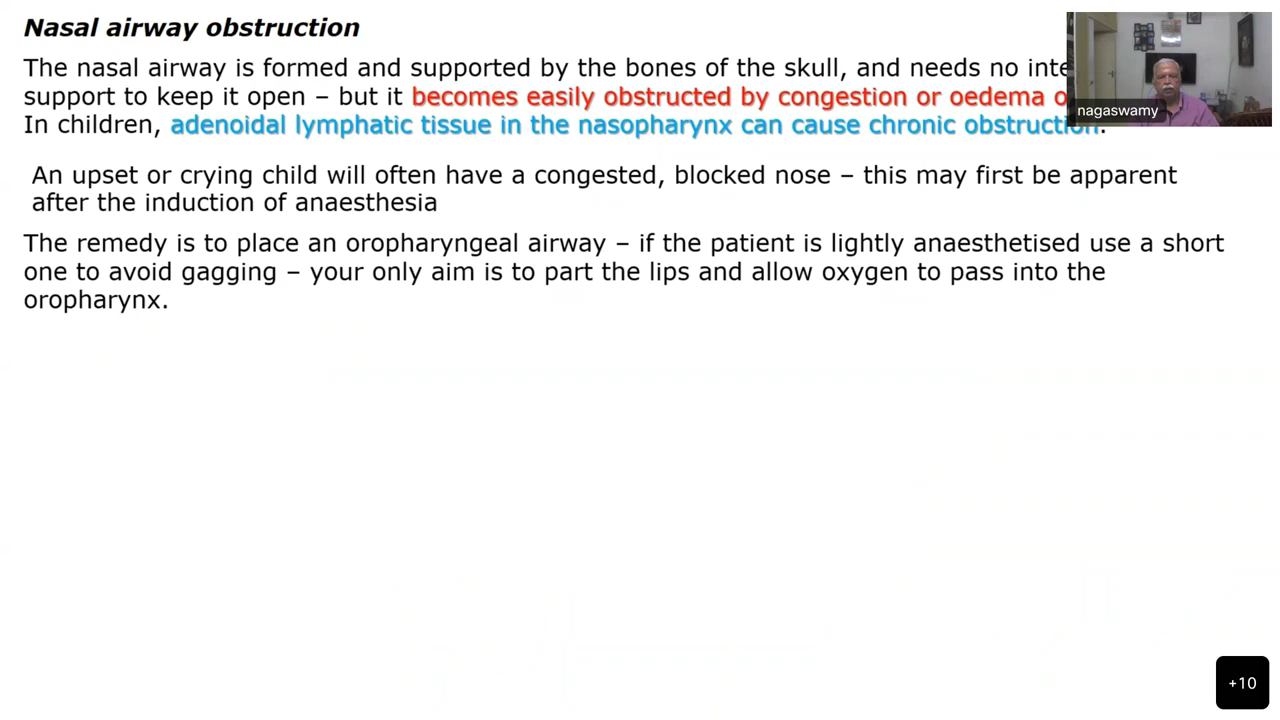 Nasal airway obstruction
The nasal airway is formed and supported by the bones of the skull, and needs no
support to keep it open – but it becomes easily obstructed by congestion or oedema
In children, adenoidal lymphatic tissue in the nasopharynx can cause chronic obstruction.
nagaswamy
An upset or crying child will often have a congested, blocked nose – this may first be apparent
after the induction of anaesthesia
The remedy is to place an oropharyngeal airway – if the patient is lightly anaesthetised use a short
one to avoid gagging – your only aim is to part the lips and allow oxygen to pass into the
oropharynx.
+10